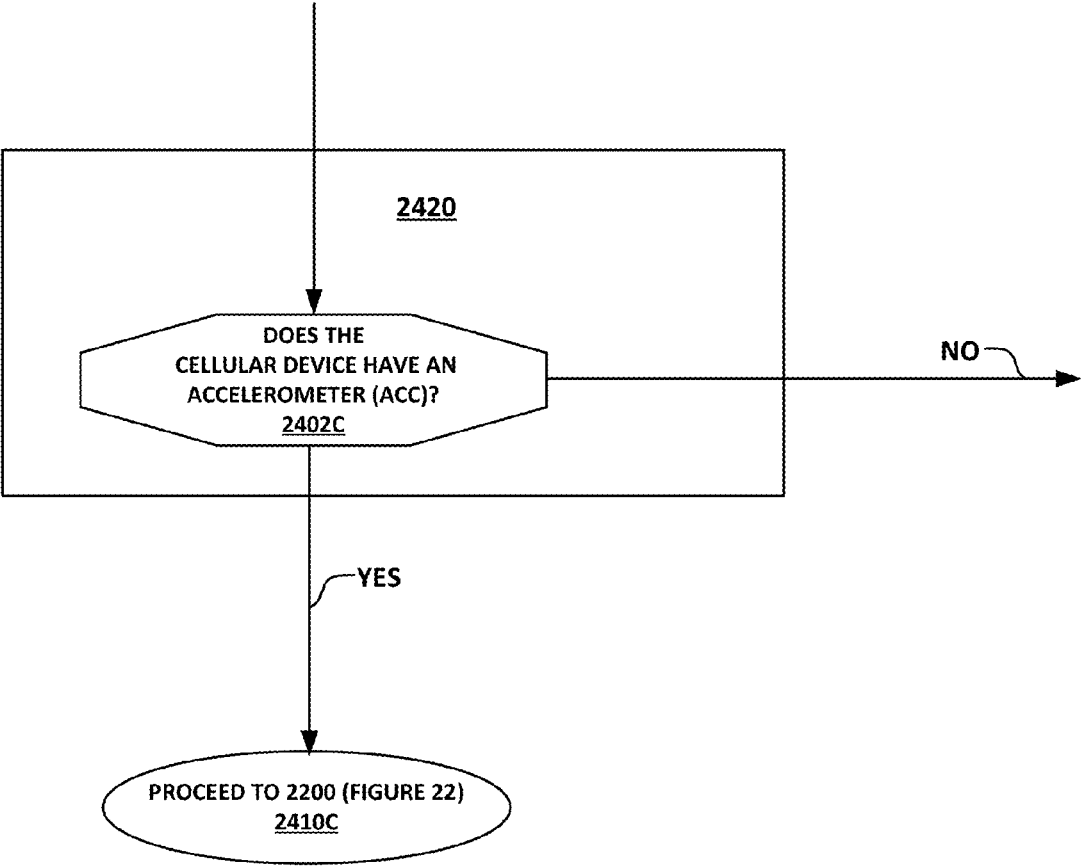 2420
DOES THE
CELLULAR DEVICE HAVE AN
ACCELEROMETER (ACC)?
2402C
NO
YES
PROCEED TO 2200 (FIGURE 22)
2410C